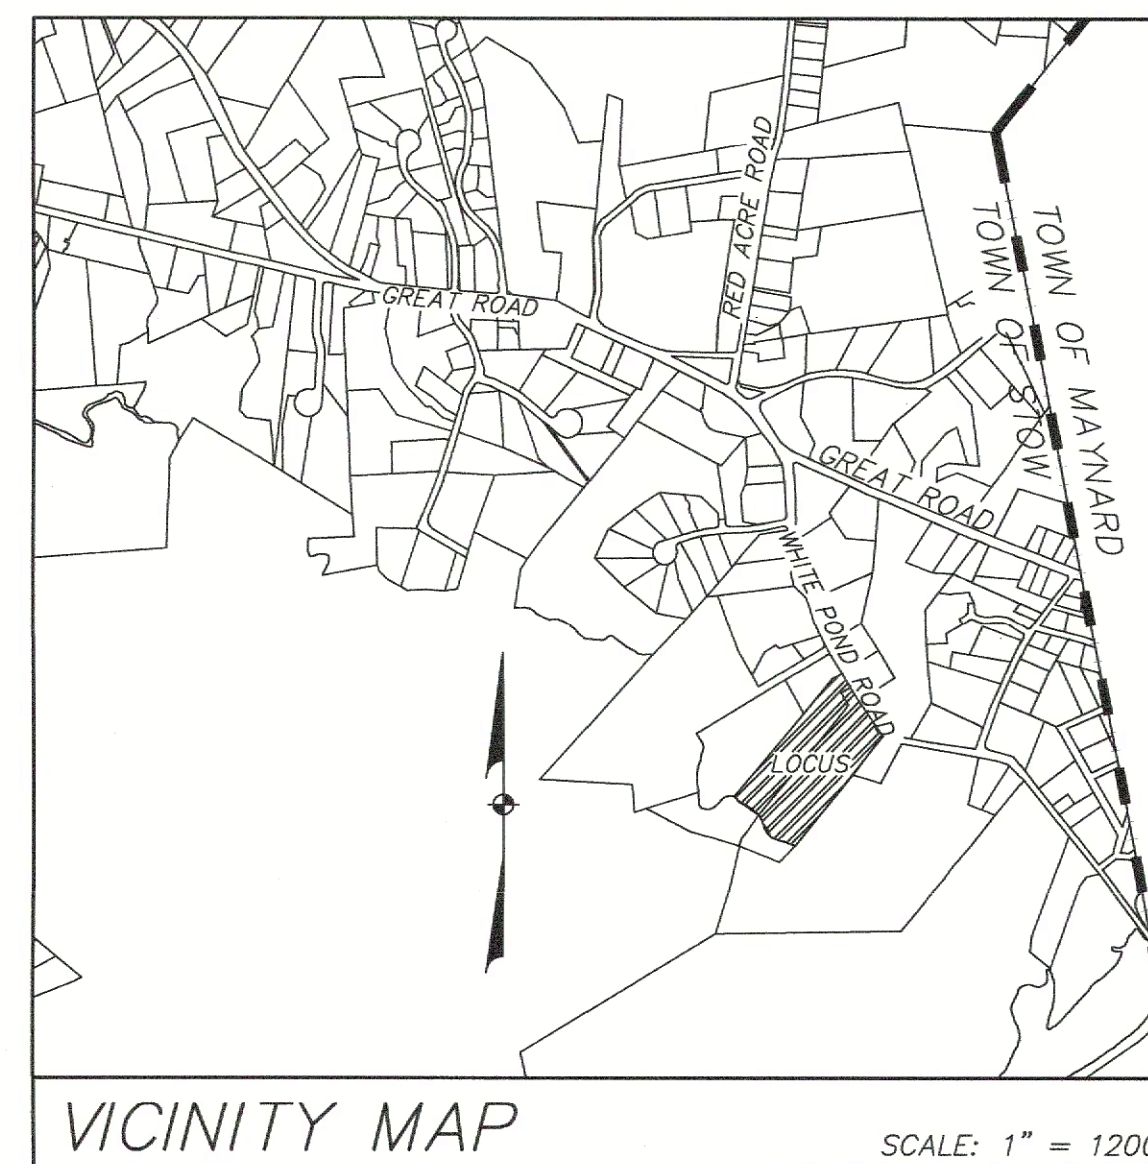 RED ACRE ROAD
TOWN OF MAYNARD
TOWN OF STOW
GREAT ROAD
GREAT ROAD
WHITE POND ROAD
LOCUS
VICINITY MAP
SCALE: 1" = 1200